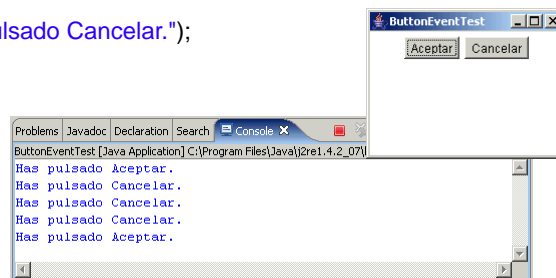 ulsado Cancelar.");
ButtonEventTest
Aceptar Cancelar
Problems Javadoc Declaration Search Console
ButtonEventTest [Java Application] C:\Program Files\Java\j2re1.4.2_07\
Has pulsado Aceptar.
Has pulsado Cancelar.
Has pulsado Cancelar.
Has pulsado Cancelar.
Has pulsado Aceptar.